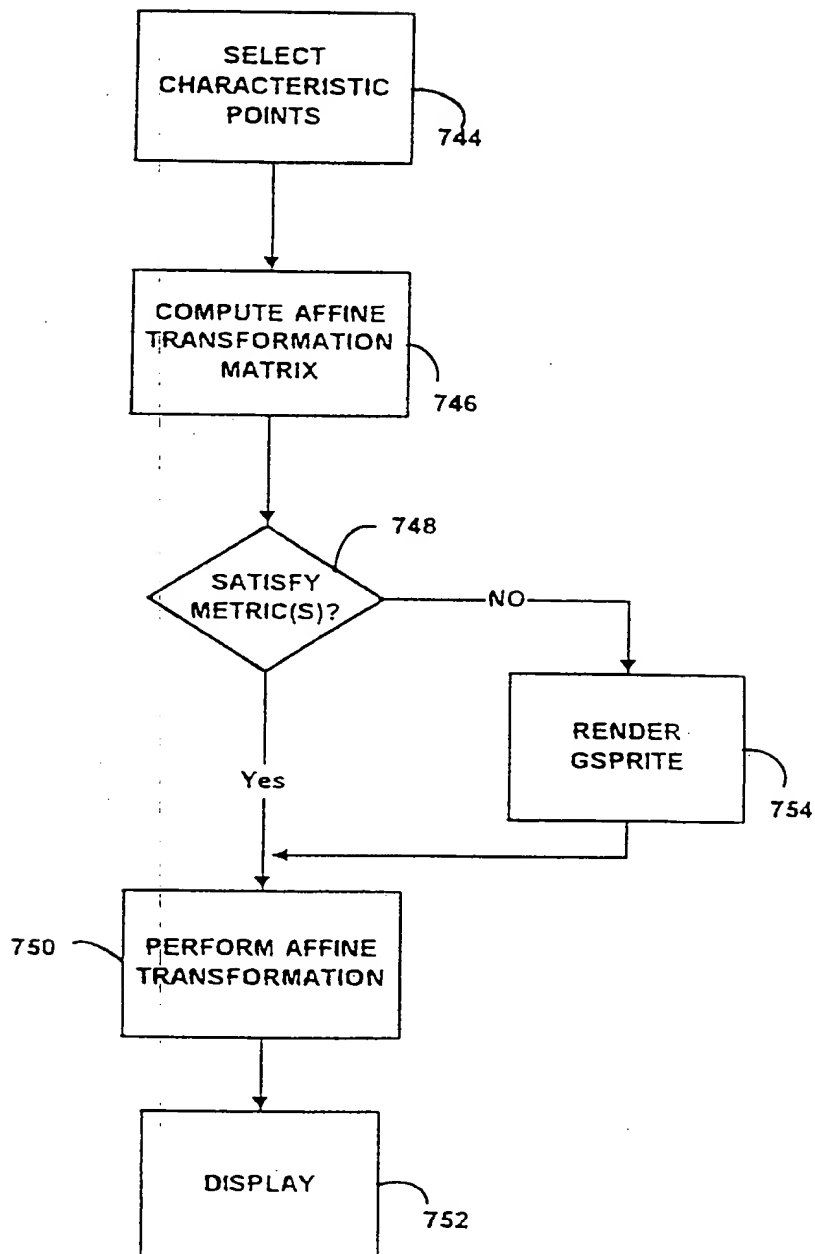 SELECT
CHARACTERISTIC
POINTS
744
COMPUTE AFFINE
TRANSFORMATION
MATRIX
746
748
SATISFY
METRIC(S)?
NO
RENDER
GSPRITE
754
Yes
750
PERFORM AFFINE
TRANSFORMATION
DISPLAY
752